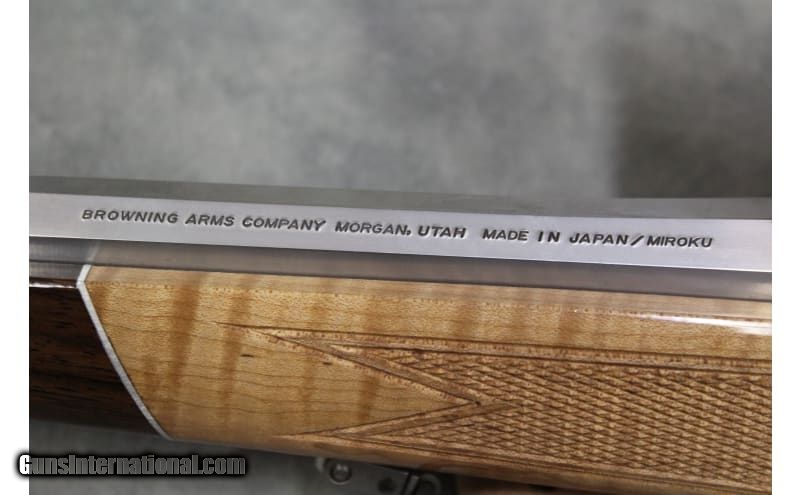 BROWNING ARMS COMPANY MORGAN, UTAH MADE IN JAPAN/MIROKU
GunsInternational.com